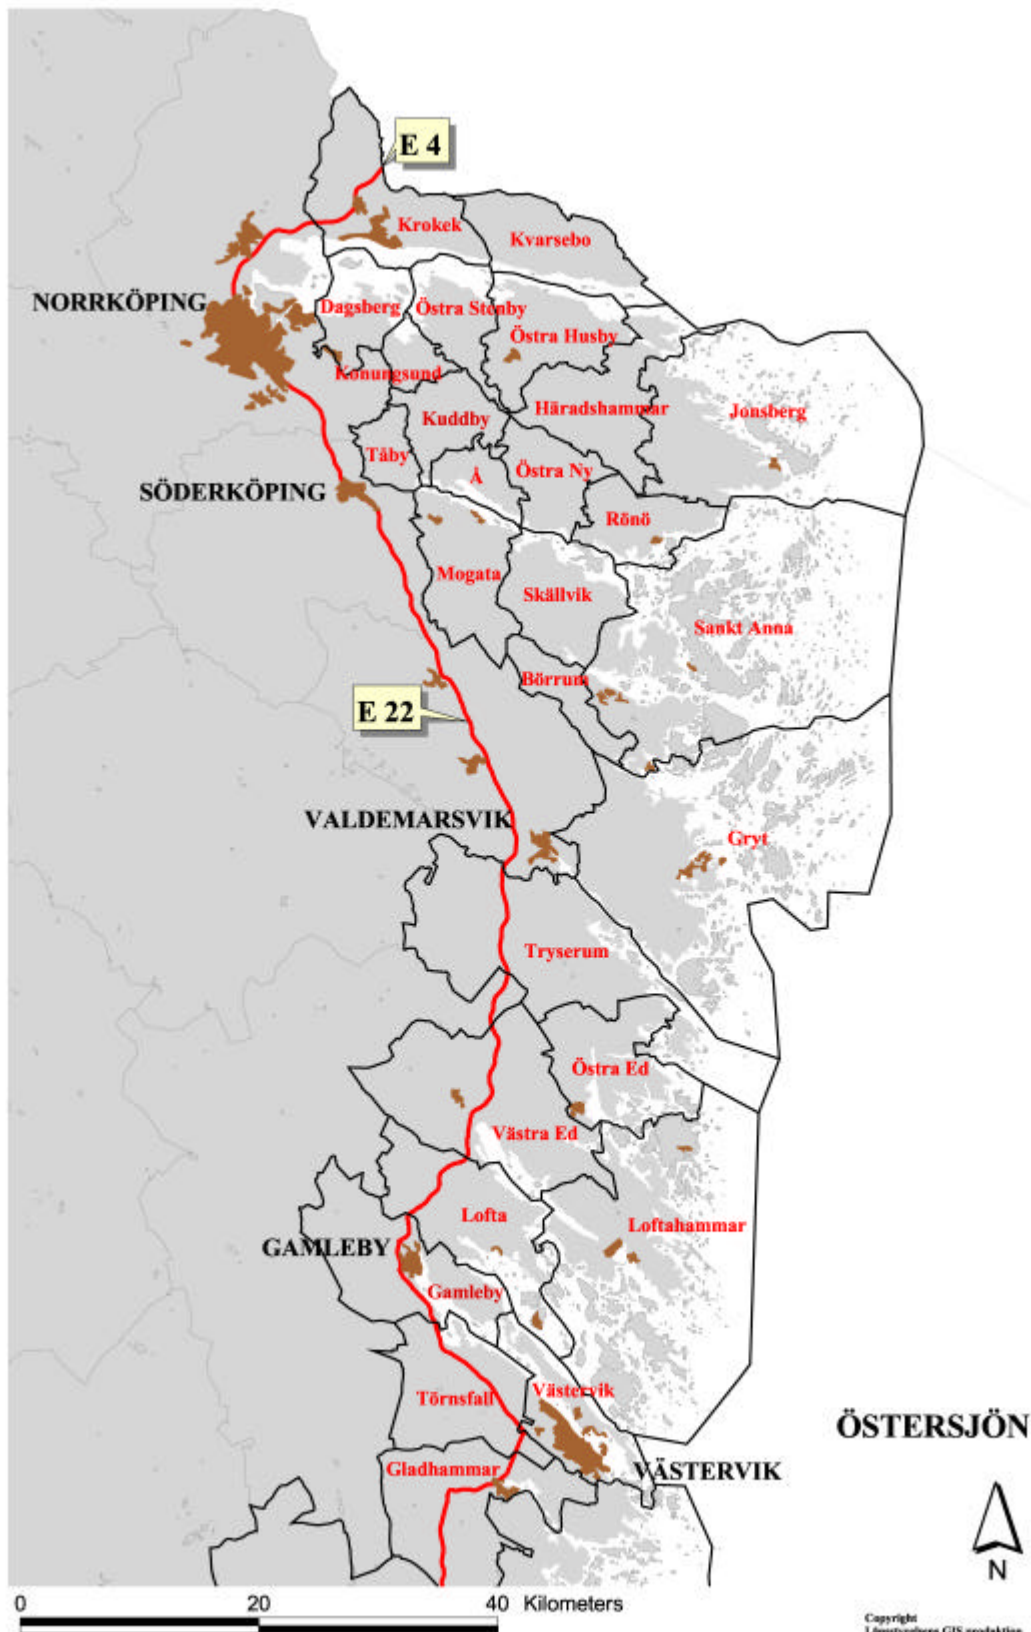 E 4
Krokek
Kvarsebo
NORRKÖPING
Dagsberg
Östra Stenby
Östra Husby
Konungsund
Häradshammar
Jonsberg
Kuddby
Tåby
Å
Östra Ny
SÖDERKÖPING
Rönö
Mogata
Skällvik
Sankt Anna
Börrum
E 22
VALDEMARSVIK
Gryt
Tryserum
Östra Ed
Västra Ed
Lofta
Loftahammar
GAMLEBY
Gamleby
Västervik
Törnsfall
ÖSTERSJÖN
Gladhammar
VÄSTERVIK
N
0 20 40 Kilometers
Copyright